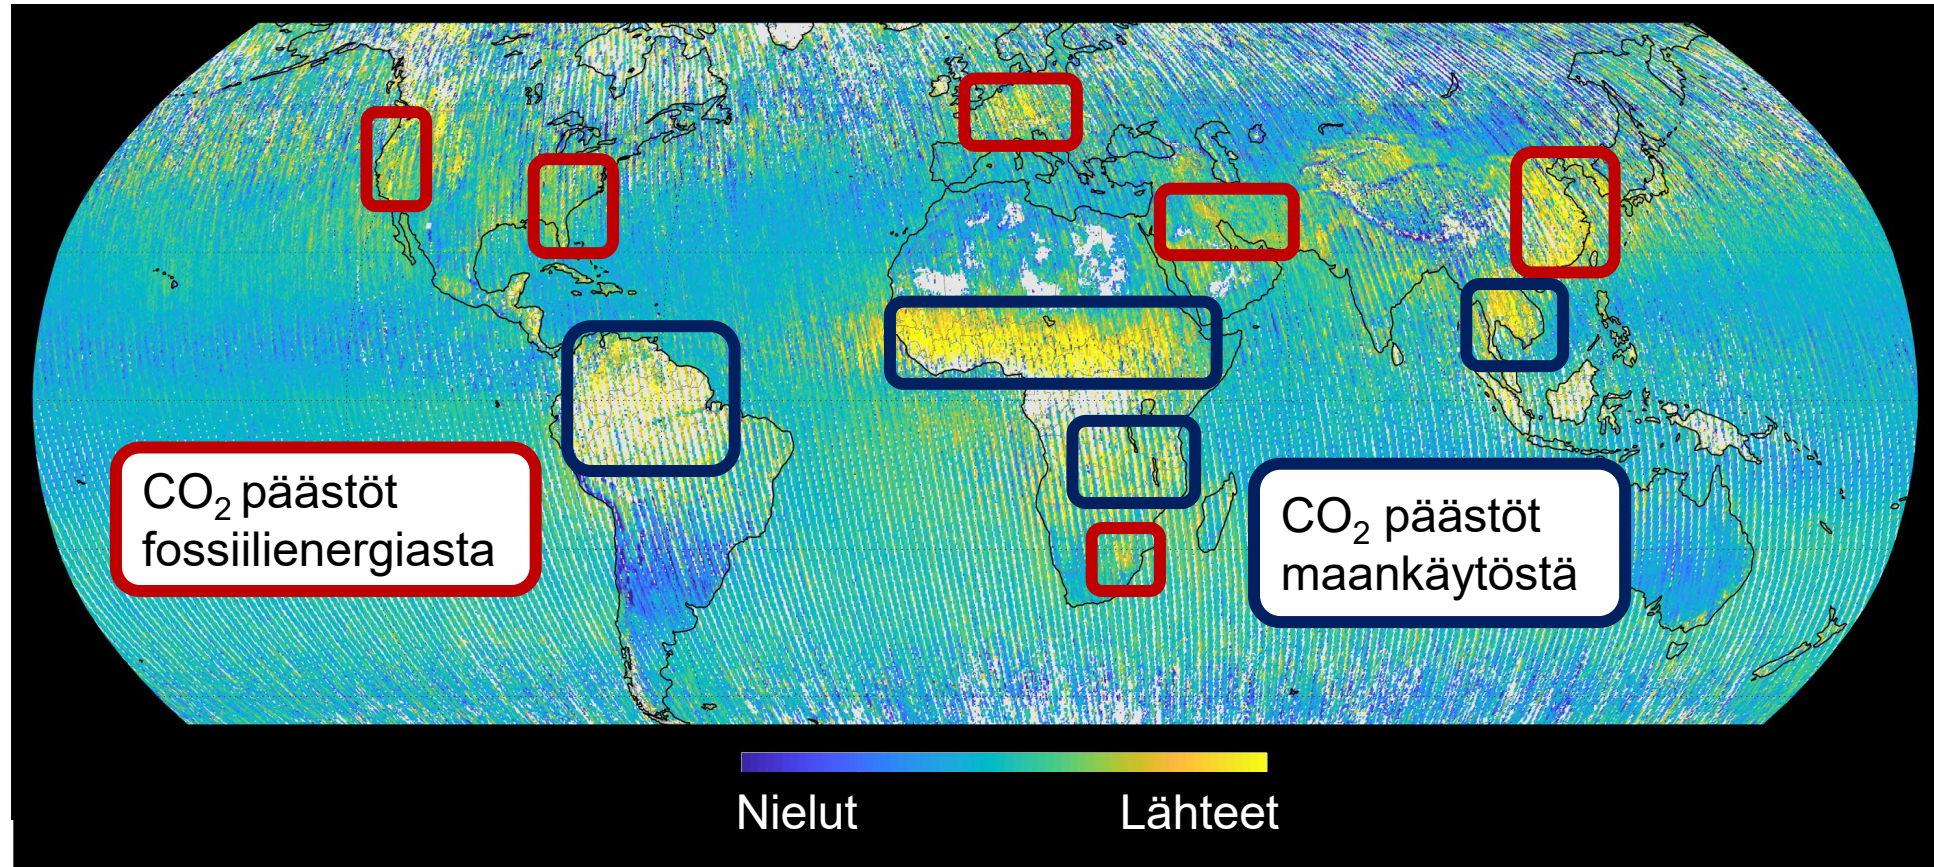 CO₂ päästöt
fossiilienergiasta
CO₂ päästöt
maankäytöstä
Nielut
Lähteet